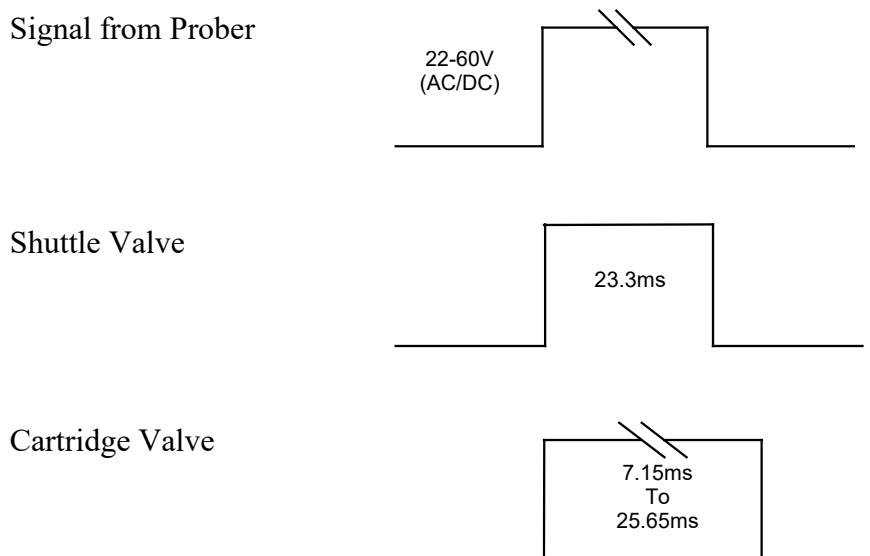 Signal from Prober
22-60V
(AC/DC)
Shuttle Valve
23.3ms
Cartridge Valve
7.15ms
To
25.65ms